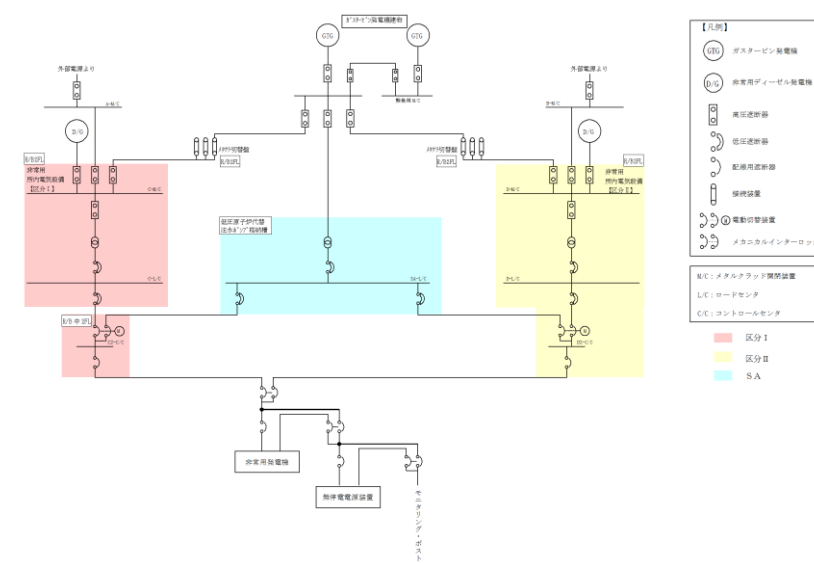 ｶﾞｽﾀｰﾋﾞﾝ発電機建物
GTG
GTG
外部電源より
外部電源より
A-M/C
緊急用M/C
B-M/C
D/G
D/G
ﾒｶｸﾗ切替盤
R/B2FL
ﾒｶｸﾗ切替盤
R/B2FL
R/B2FL
非常用
所内電気設備
【区分Ⅰ】
C-M/C
R/B2FL
非常用
所内電気設備
【区分Ⅱ】
D-M/C
低圧原子炉代替
注水ﾎﾟﾝﾌﾟ格納槽
C-L/C
SA-L/C
D-L/C
R/B中1FL
M
C2-C/C
M
D2-C/C
非常用発電機
無停電電源装置
モニタリング・ポスト
【凡例】
GTG ガスタービン発電機
D/G 非常用ディーゼル発電機
高圧遮断器
低圧遮断器
配線用遮断器
接続装置
M 電動切替装置
メカニカルインターロック
M/C：メタルクラッド開閉装置
L/C：ロードセンタ
C/C：コントロールセンタ
区分Ⅰ
区分Ⅱ
SA